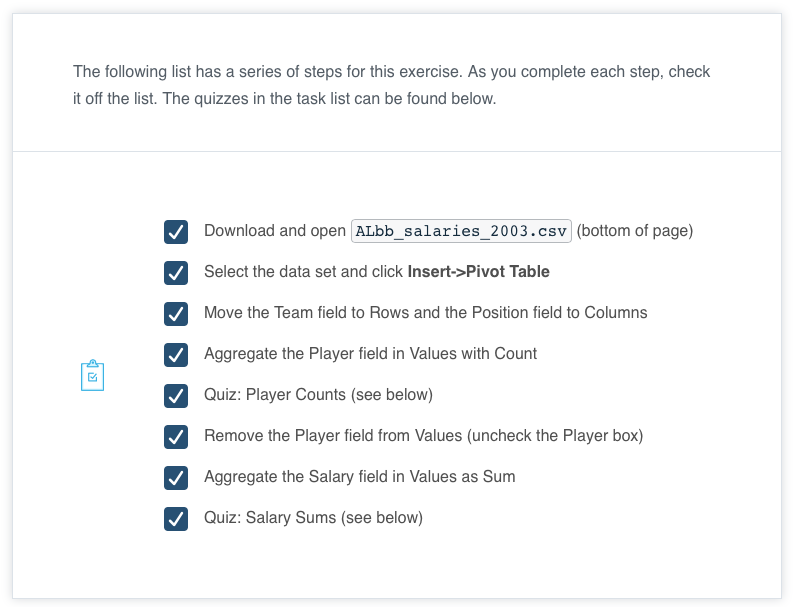 The following list has a series of steps for this exercise. As you complete each step, check
it off the list. The quizzes in the task list can be found below.
Download and open ALbb_salaries_2003.csv (bottom of page)
Select the data set and click Insert->Pivot Table
Move the Team field to Rows and the Position field to Columns
Aggregate the Player field in Values with Count
Quiz: Player Counts (see below)
Remove the Player field from Values (uncheck the Player box)
Aggregate the Salary field in Values as Sum
Quiz: Salary Sums (see below)